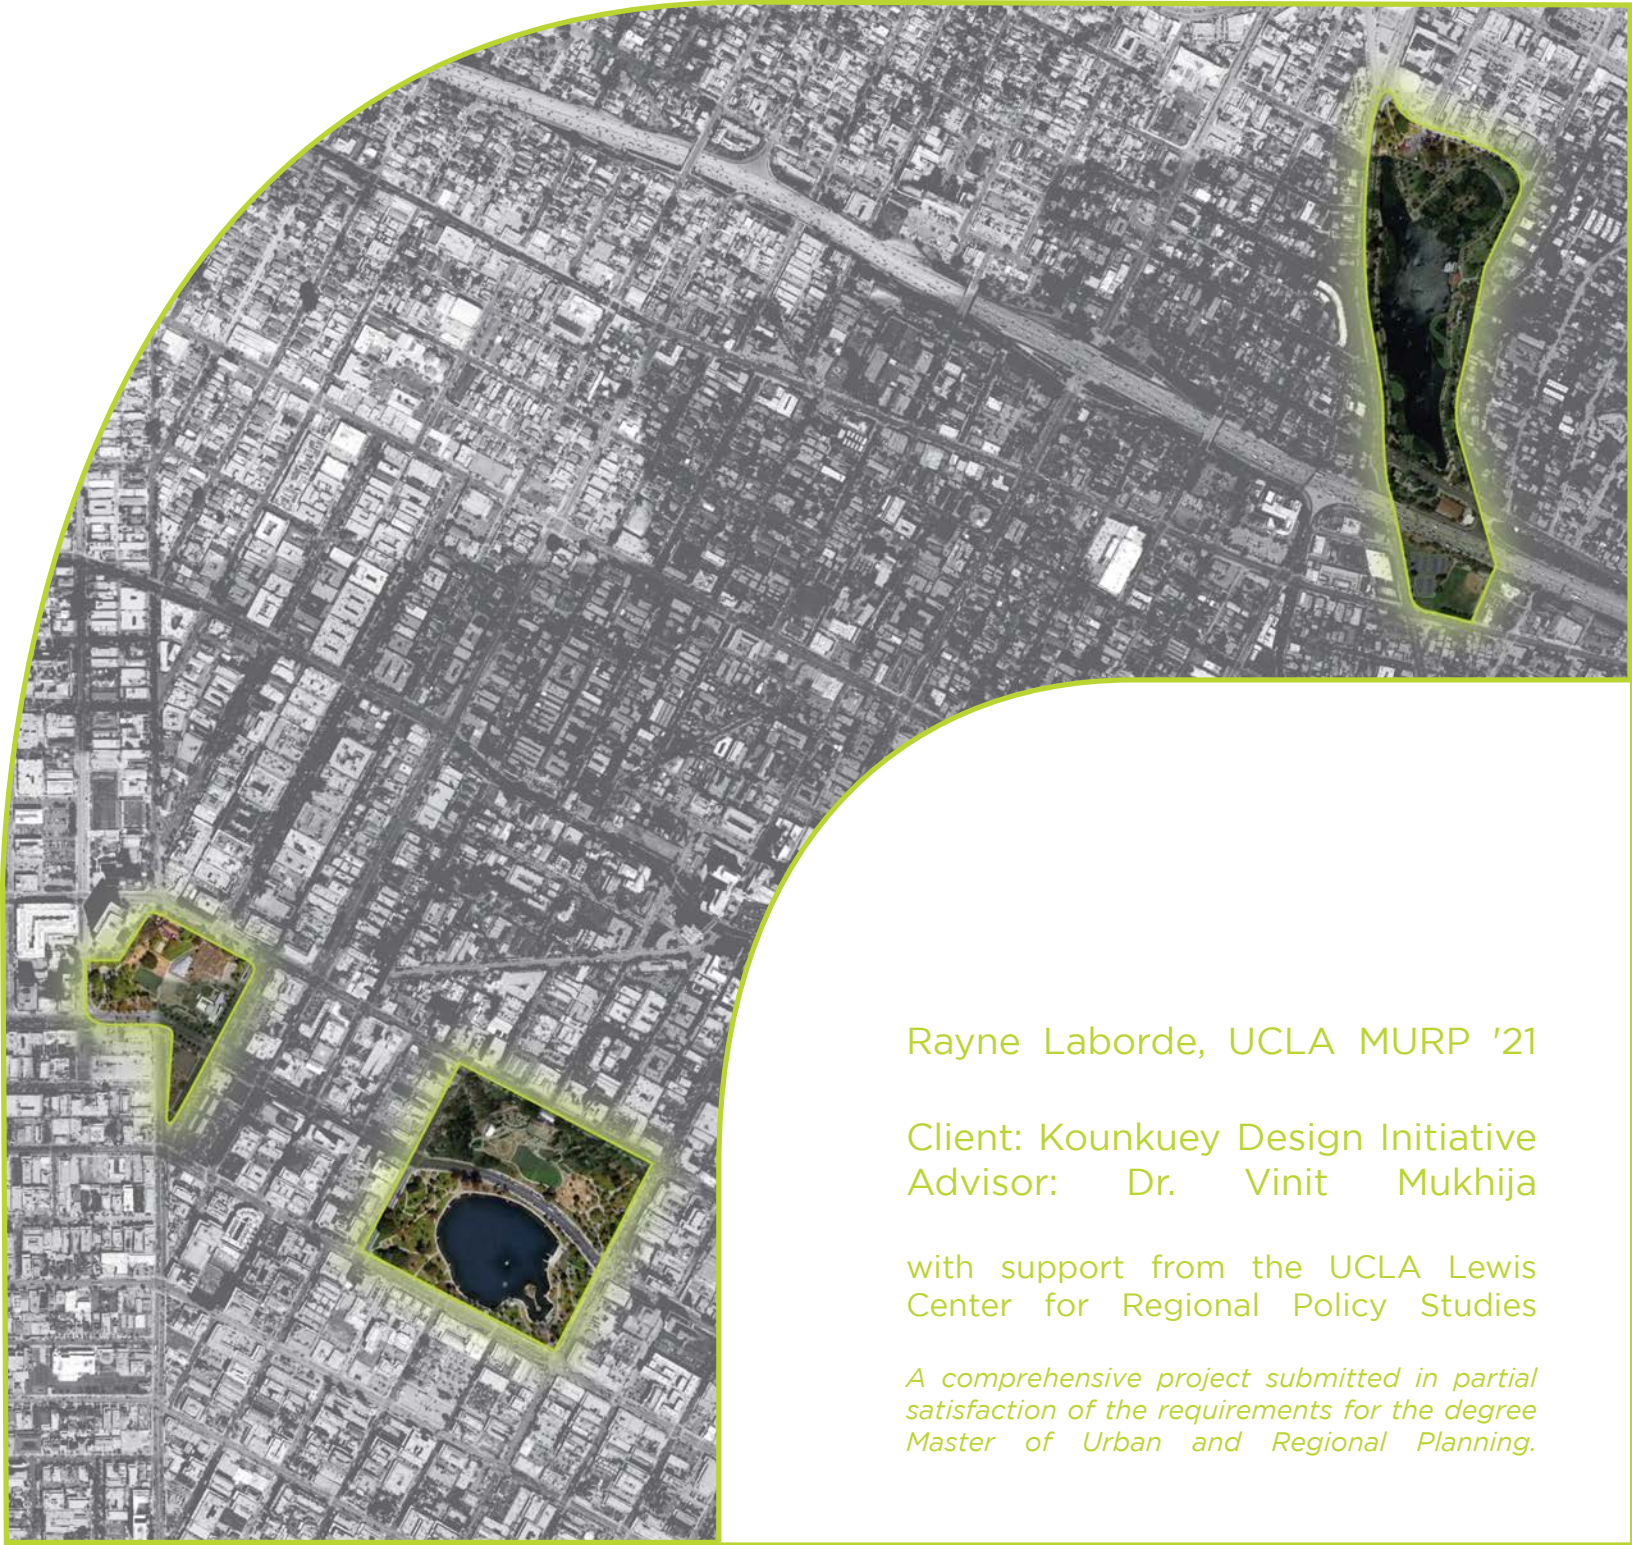 Rayne Laborde, UCLA MURP '21
Client: Kounkuey Design Initiative
Advisor: Dr. Vinit Mukhija
with support from the UCLA Lewis
Center for Regional Policy Studies
A comprehensive project submitted in partial
satisfaction of the requirements for the degree
Master of Urban and Regional Planning.